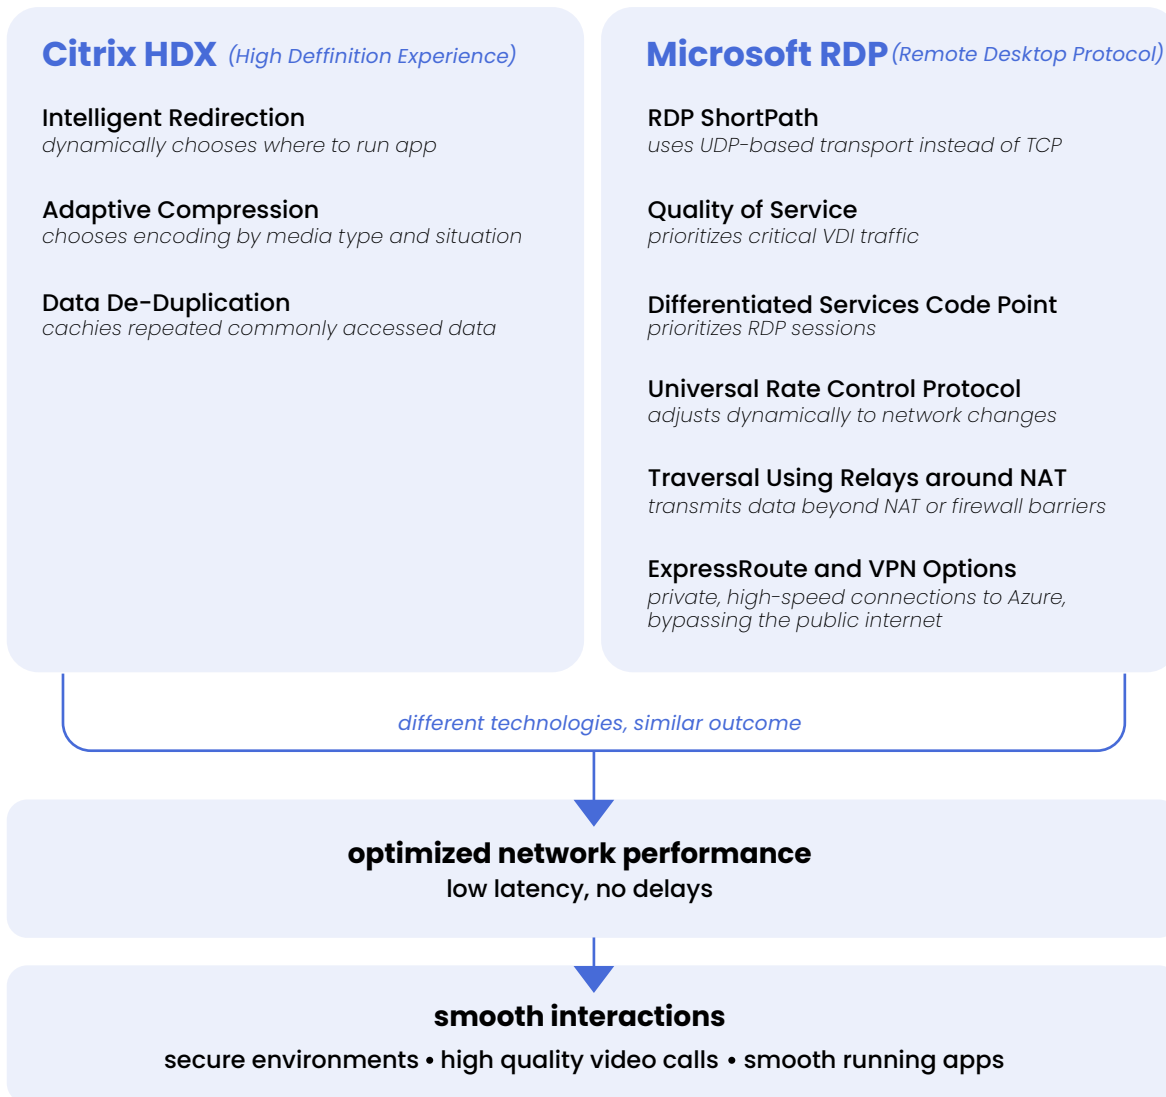 Citrix HDX (High Deffinition Experience)
Intelligent Redirection
dynamically chooses where to run app
Adaptive Compression
chooses encoding by media type and situation
Data De-Duplication
cachies repeated commonly accessed data
Microsoft RDP (Remote Desktop Protocol)
RDP ShortPath
uses UDP-based transport instead of TCP
Quality of Service
prioritizes critical VDI traffic
Differentiated Services Code Point
prioritizes RDP sessions
Universal Rate Control Protocol
adjusts dynamically to network changes
Traversal Using Relays around NAT
transmits data beyond NAT or firewall barriers
ExpressRoute and VPN Options
private, high-speed connections to Azure,
bypassing the public internet
different technologies, similar outcome
optimized network performance
low latency, no delays
smooth interactions
secure environments • high quality video calls • smooth running apps